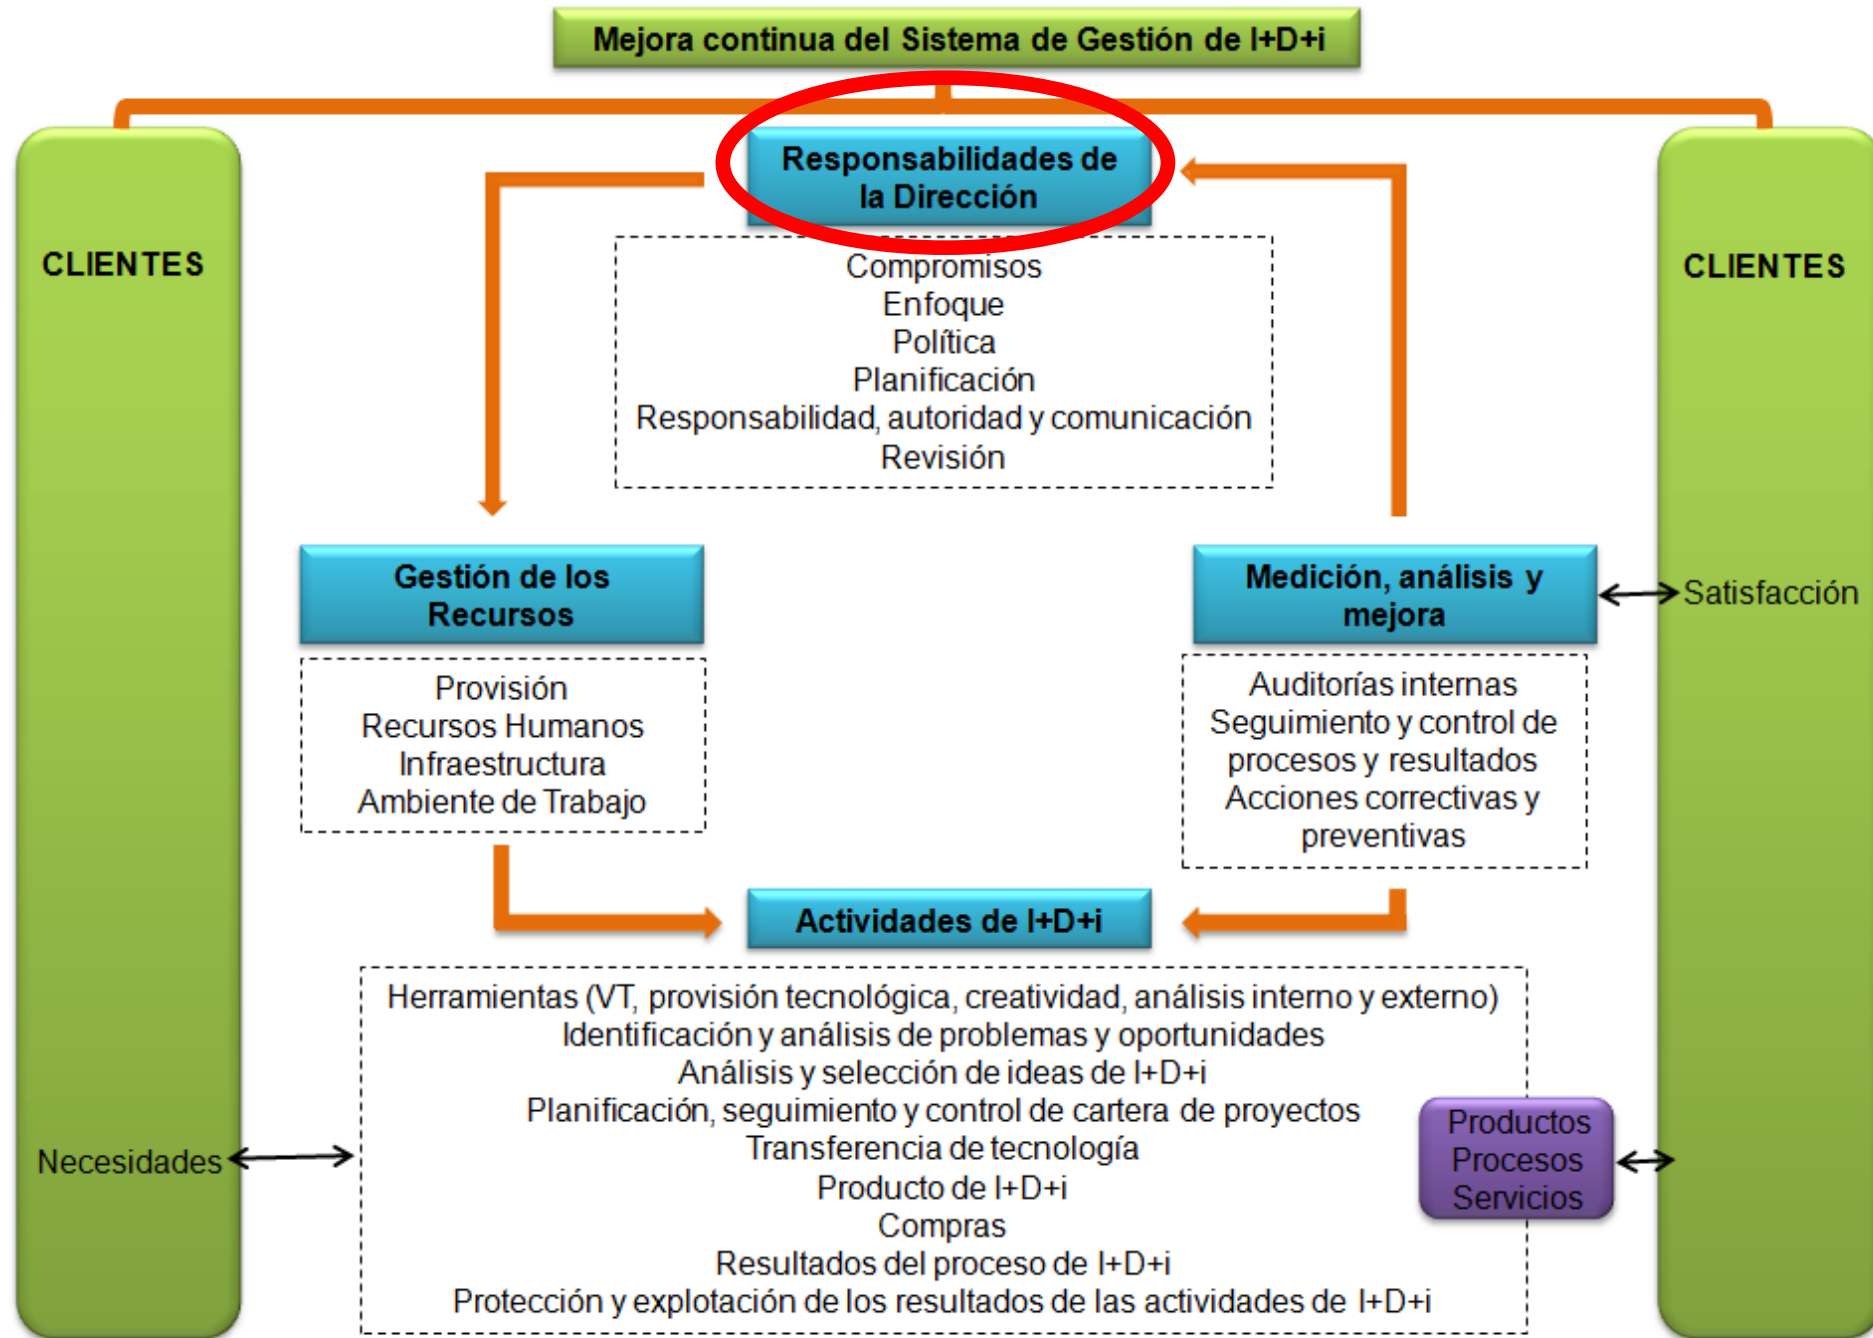 Mejora continua del Sistema de Gestión de I+D+i
CLIENTES
Responsabilidades de
la Dirección
Compromisos
Enfoque
Política
Planificación
Responsabilidad, autoridad y comunicación
Revisión
CLIENTES
Gestión de los
Recursos
Provisión
Recursos Humanos
Infraestructura
Ambiente de Trabajo
Medición, análisis y
mejora
Satisfacción
Auditorías internas
Seguimiento y control de
procesos y resultados
Acciones correctivas y
preventivas
Actividades de I+D+i
Herramientas (VT, provisión tecnológica, creatividad, análisis interno y externo)
Identificación y análisis de problemas y oportunidades
Análisis y selección de ideas de I+D+i
Planificación, seguimiento y control de cartera de proyectos
Transferencia de tecnología
Producto de I+D+i
Compras
Resultados del proceso de I+D+i
Protección y explotación de los resultados de las actividades de I+D+i
Necesidades
Productos
Procesos
Servicios